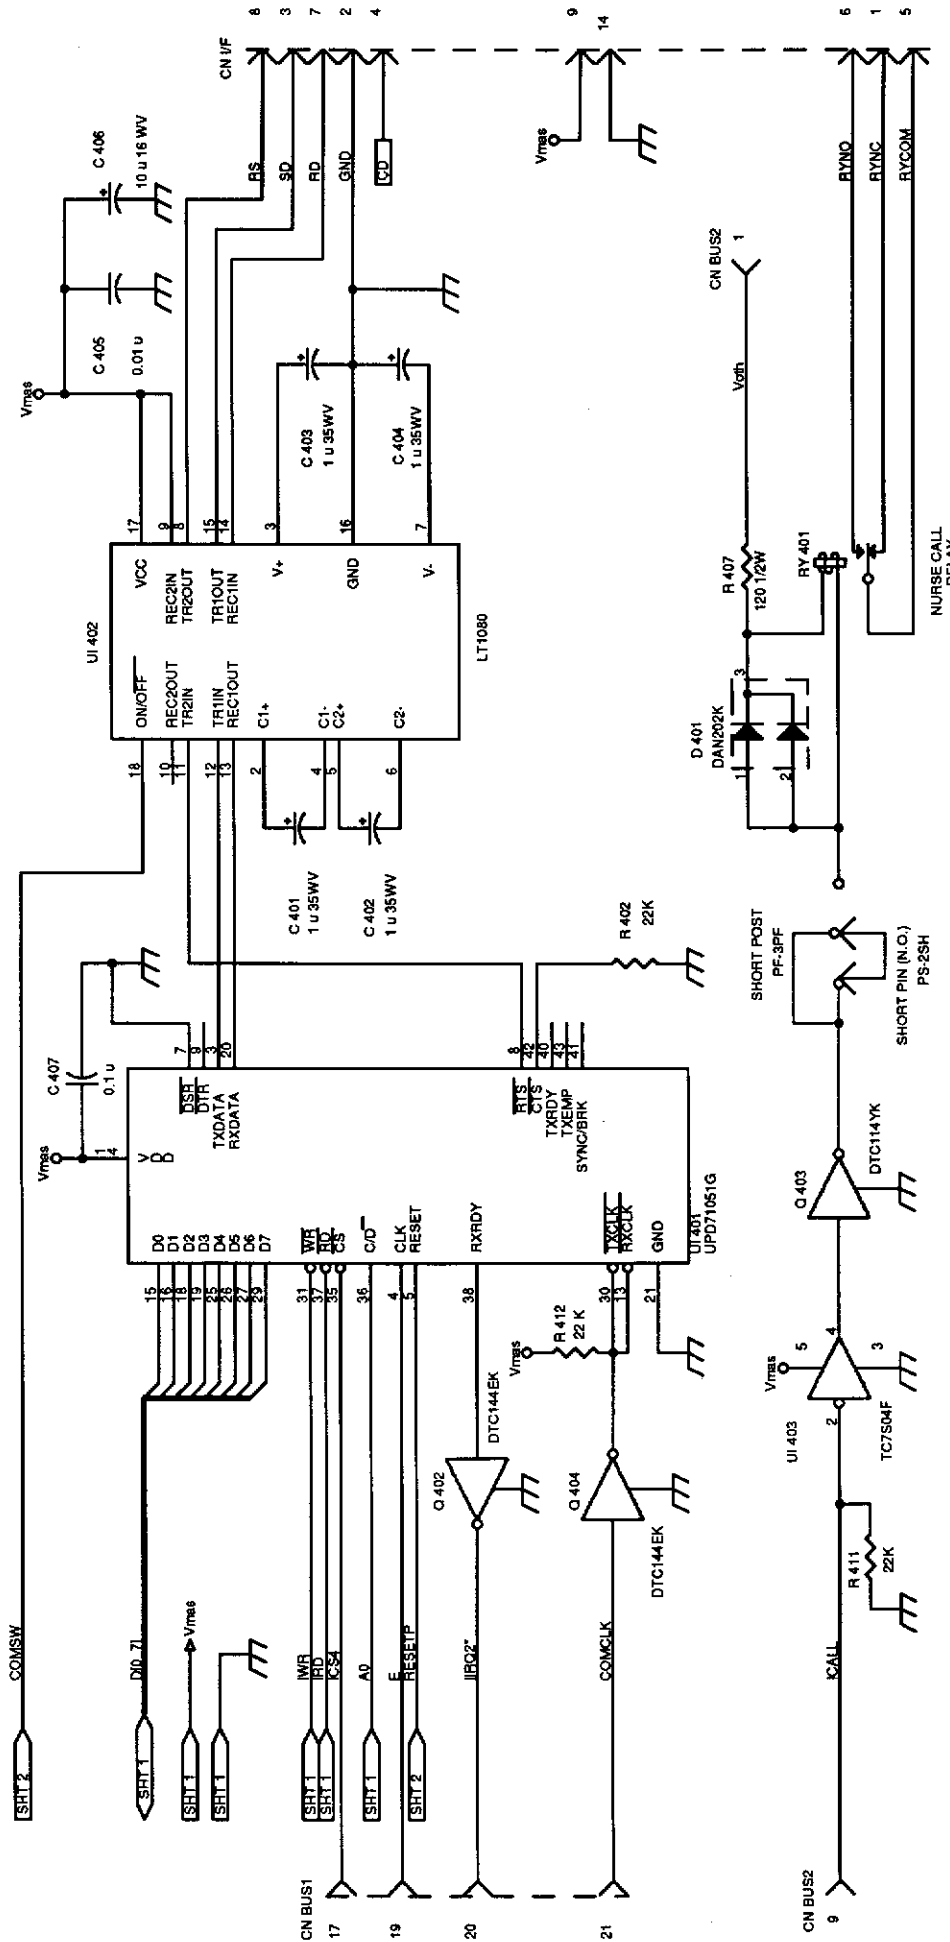 SHT 2
COMSW
SHT 1
D[0_7]
SHT 1
Vmas
SHT 1
SHT 1
/WR
SHT 1
/RD
/CS4
SHT 1
A0
E
SHT 2
RESETP
CN BUS1
17
19
20
21
/IRQ2*
COMCLK
Q 402
DTC144EK
Q 404
DTC144EK
Vmas
R 412
22 K
Vmas
C 407
0.1 u
1
4
VDD
15
16
18
19
25
26
27
29
D0
D1
D2
D3
D4
D5
D6
D7
31
37
35
36
4
5
38
30
13
21
WR
RD
CS
C/D
CLK
RESET
RXRDY
TXCLK
RXCLK
GND
7
9
3
20
DSR
DTR
TXDATA
RXDATA
8
42
40
43
41
RTS
CTS
TXRDY
TXEMP
SYNC/BRK
UI 401
UPD71051G
R 402
22K
C 401
1 u 35WV
C 402
1 u 35WV
UI 402
LT1080
18
10
11
12
13
2
4
5
6
ON/OFF
REC2OUT
TR2IN
TR1IN
REC1OUT
C1+
C1-
C2+
C2-
VCC
REC2IN
TR2OUT
TR1OUT
REC1IN
V+
GND
V-
17
9
8
15
14
3
16
7
Vmas
C 405
0.01 u
C 406
10 u 16 WV
C 403
1 u 35WV
C 404
1 u 35WV
RS
SD
RD
GND
CD
CN I/F
8
3
7
2
4
Vmas
9
14
CN BUS2
9
/CALL
R 411
22K
Vmas
UI 403
TC7S04F
2
5
4
3
Q 403
DTC114YK
SHORT POST
PF-3PF
SHORT PIN (N.O.)
PS-2SH
D 401
DAN202K
1
2
3
R 407
120 1/2W
Voth
CN BUS2
1
RY 401
NURSE CALL
RELAY
RYNO
RYNC
RYCOM
6
1
5